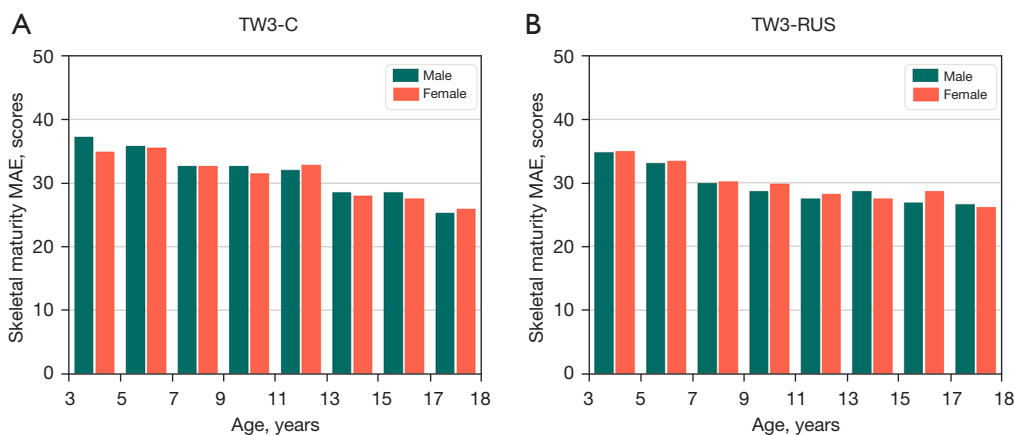 A
TW3-C
Skeletal maturity MAE, scores
50
40
30
20
10
0
Male
Female
3 5 7 9 11 13 15 17 18
Age, years
B
TW3-RUS
Skeletal maturity MAE, scores
50
40
30
20
10
0
Male
Female
3 5 7 9 11 13 15 17 18
Age, years